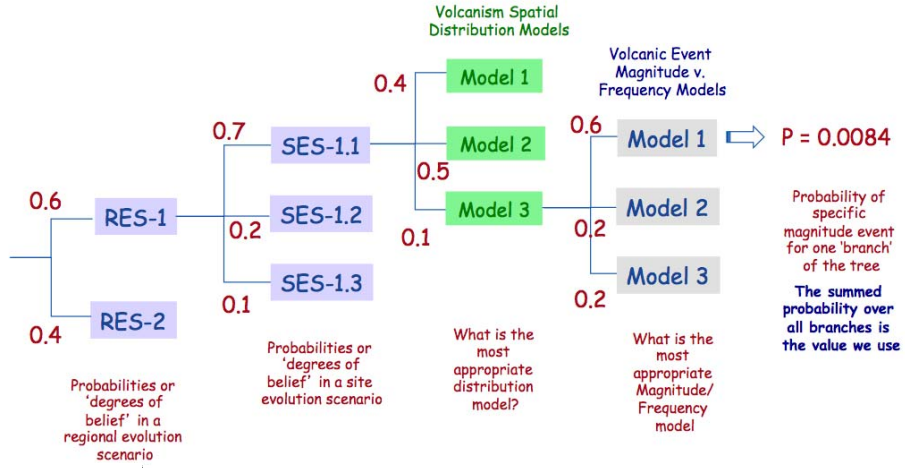 Volcanism Spatial
Distribution Models
Volcanic Event
Magnitude v.
Frequency Models
0.6
RES-1
0.4
RES-2
0.7
SES-1.1
0.2
SES-1.2
0.1
SES-1.3
0.4
Model 1
0.5
Model 2
0.1
Model 3
0.6
Model 1
0.2
Model 2
0.2
Model 3
P = 0.0084
Probability of
specific
magnitude event
for one 'branch'
of the tree
The summed
probability over
all branches is
the value we use
Probabilities or
'degrees of
belief' in a
regional evolution
scenario
Probabilities or
'degrees of
belief' in a site
evolution scenario
What is the
most
appropriate
distribution
model?
What is the
most
appropriate
Magnitude/
Frequency
model